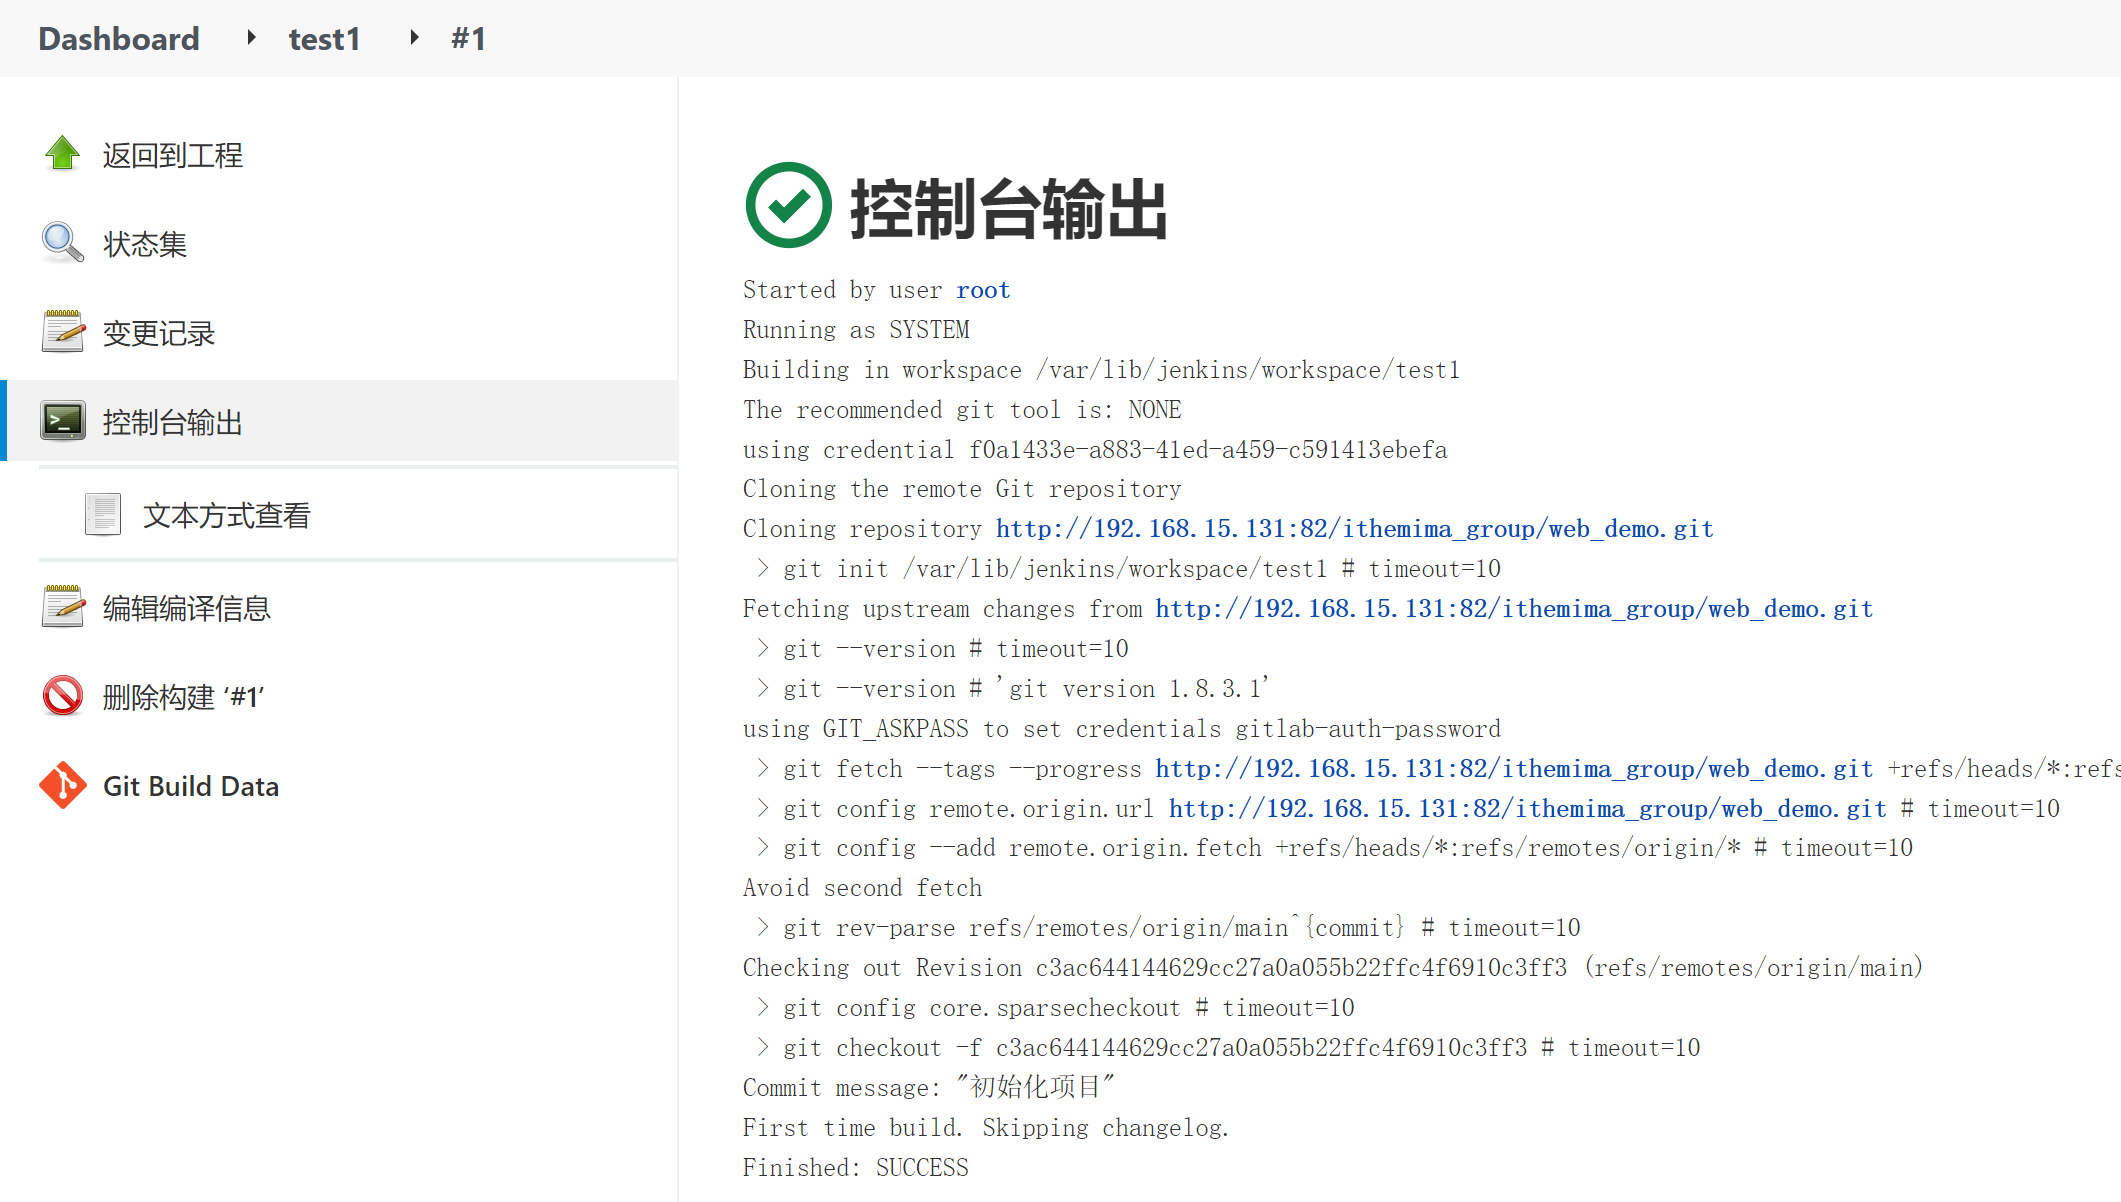 Dashboard test1 #1
返回到工程
状态集
变更记录
控制台输出
文本方式查看
编辑编译信息
删除构建 ‘#1’
Git Build Data
控制台输出
Started by user root
Running as SYSTEM
Building in workspace /var/lib/jenkins/workspace/test1
The recommended git tool is: NONE
using credential f0a1433e-a883-41ed-a459-c591413ebefa
Cloning the remote Git repository
Cloning repository http://192.168.15.131:82/ithemima_group/web_demo.git
> git init /var/lib/jenkins/workspace/test1 # timeout=10
Fetching upstream changes from http://192.168.15.131:82/ithemima_group/web_demo.git
> git --version # timeout=10
> git --version # 'git version 1.8.3.1'
using GIT_ASKPASS to set credentials gitlab-auth-password
> git fetch --tags --progress http://192.168.15.131:82/ithemima_group/web_demo.git +refs/heads/*:refs
> git config remote.origin.url http://192.168.15.131:82/ithemima_group/web_demo.git # timeout=10
> git config --add remote.origin.fetch +refs/heads/*:refs/remotes/origin/* # timeout=10
Avoid second fetch
> git rev-parse refs/remotes/origin/main^{commit} # timeout=10
Checking out Revision c3ac644144629cc27a0a055b22ffc4f6910c3ff3 (refs/remotes/origin/main)
> git config core.sparsecheckout # timeout=10
> git checkout -f c3ac644144629cc27a0a055b22ffc4f6910c3ff3 # timeout=10
Commit message: "初始化项目"
First time build. Skipping changelog.
Finished: SUCCESS